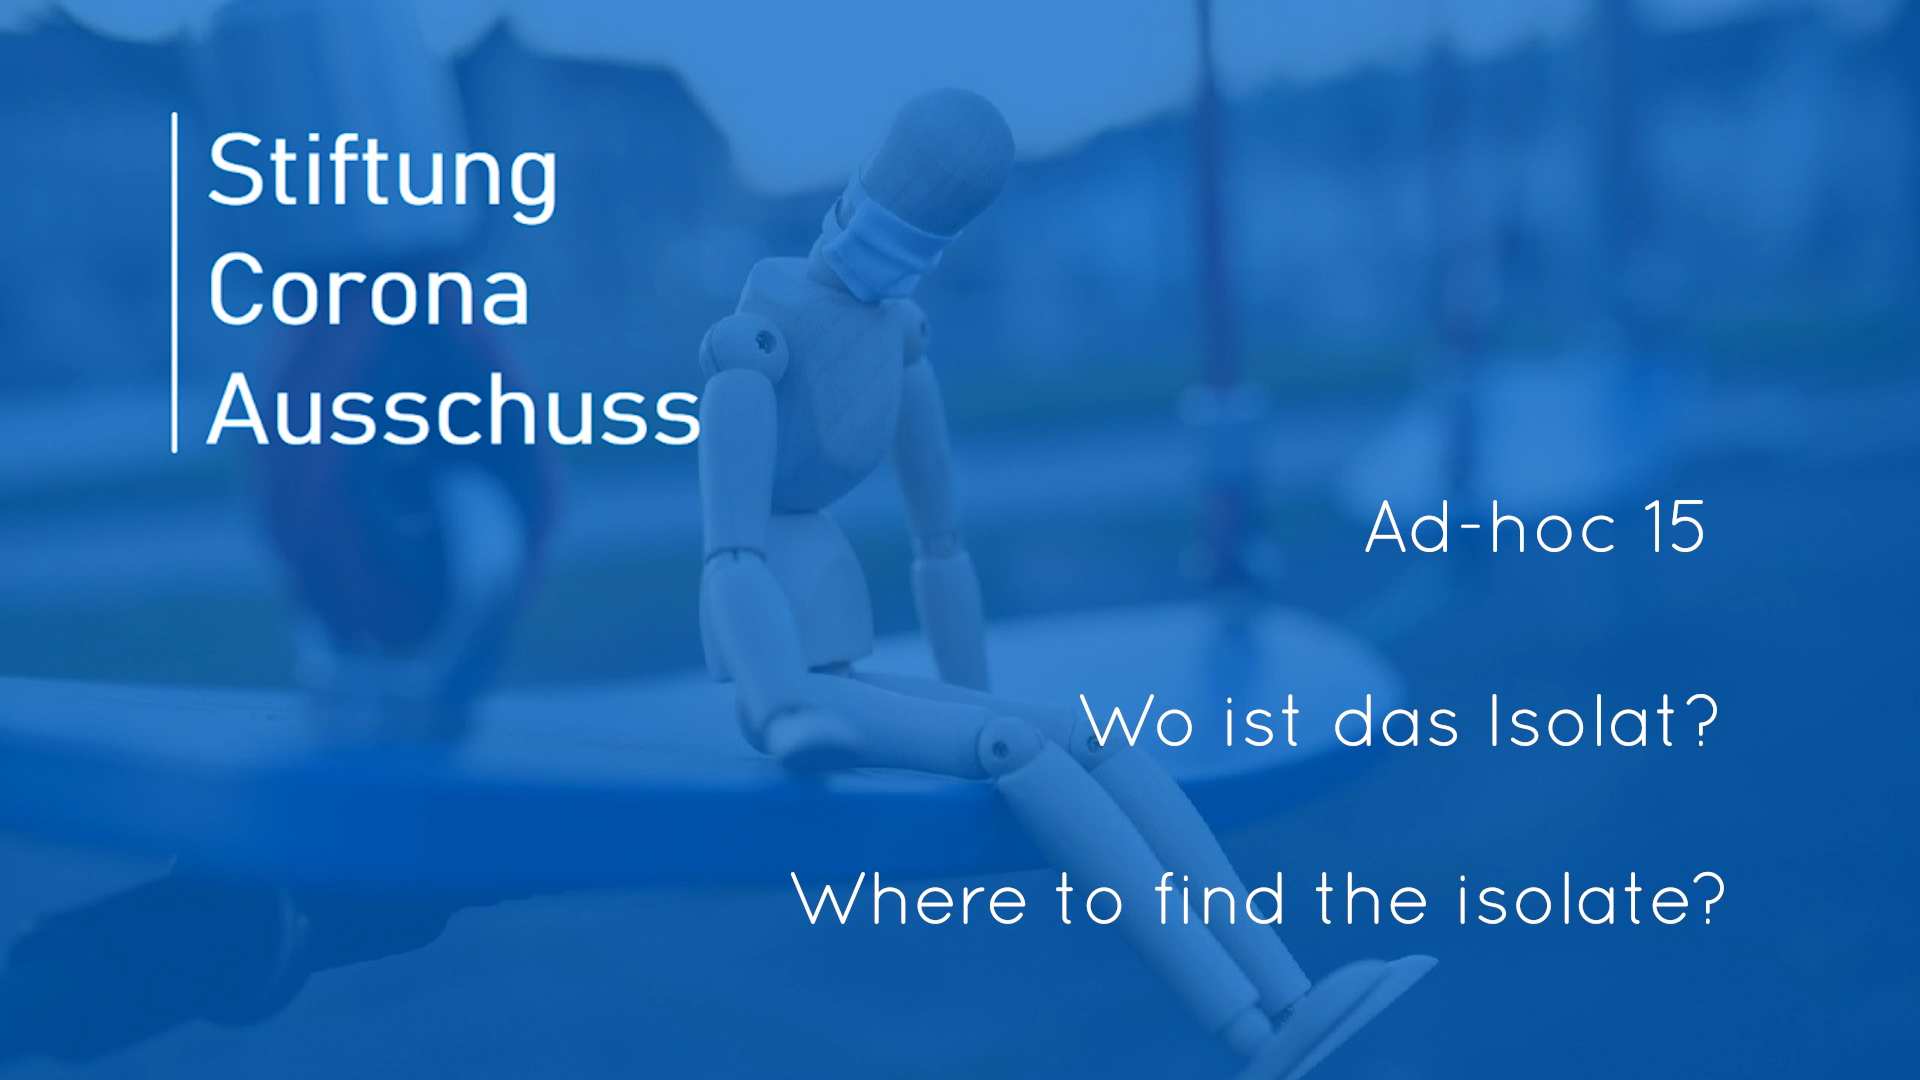 Stiftung
Corona
Ausschuss
Ad-hoc 15
Wo ist das Isolat?
Where to find the isolate?